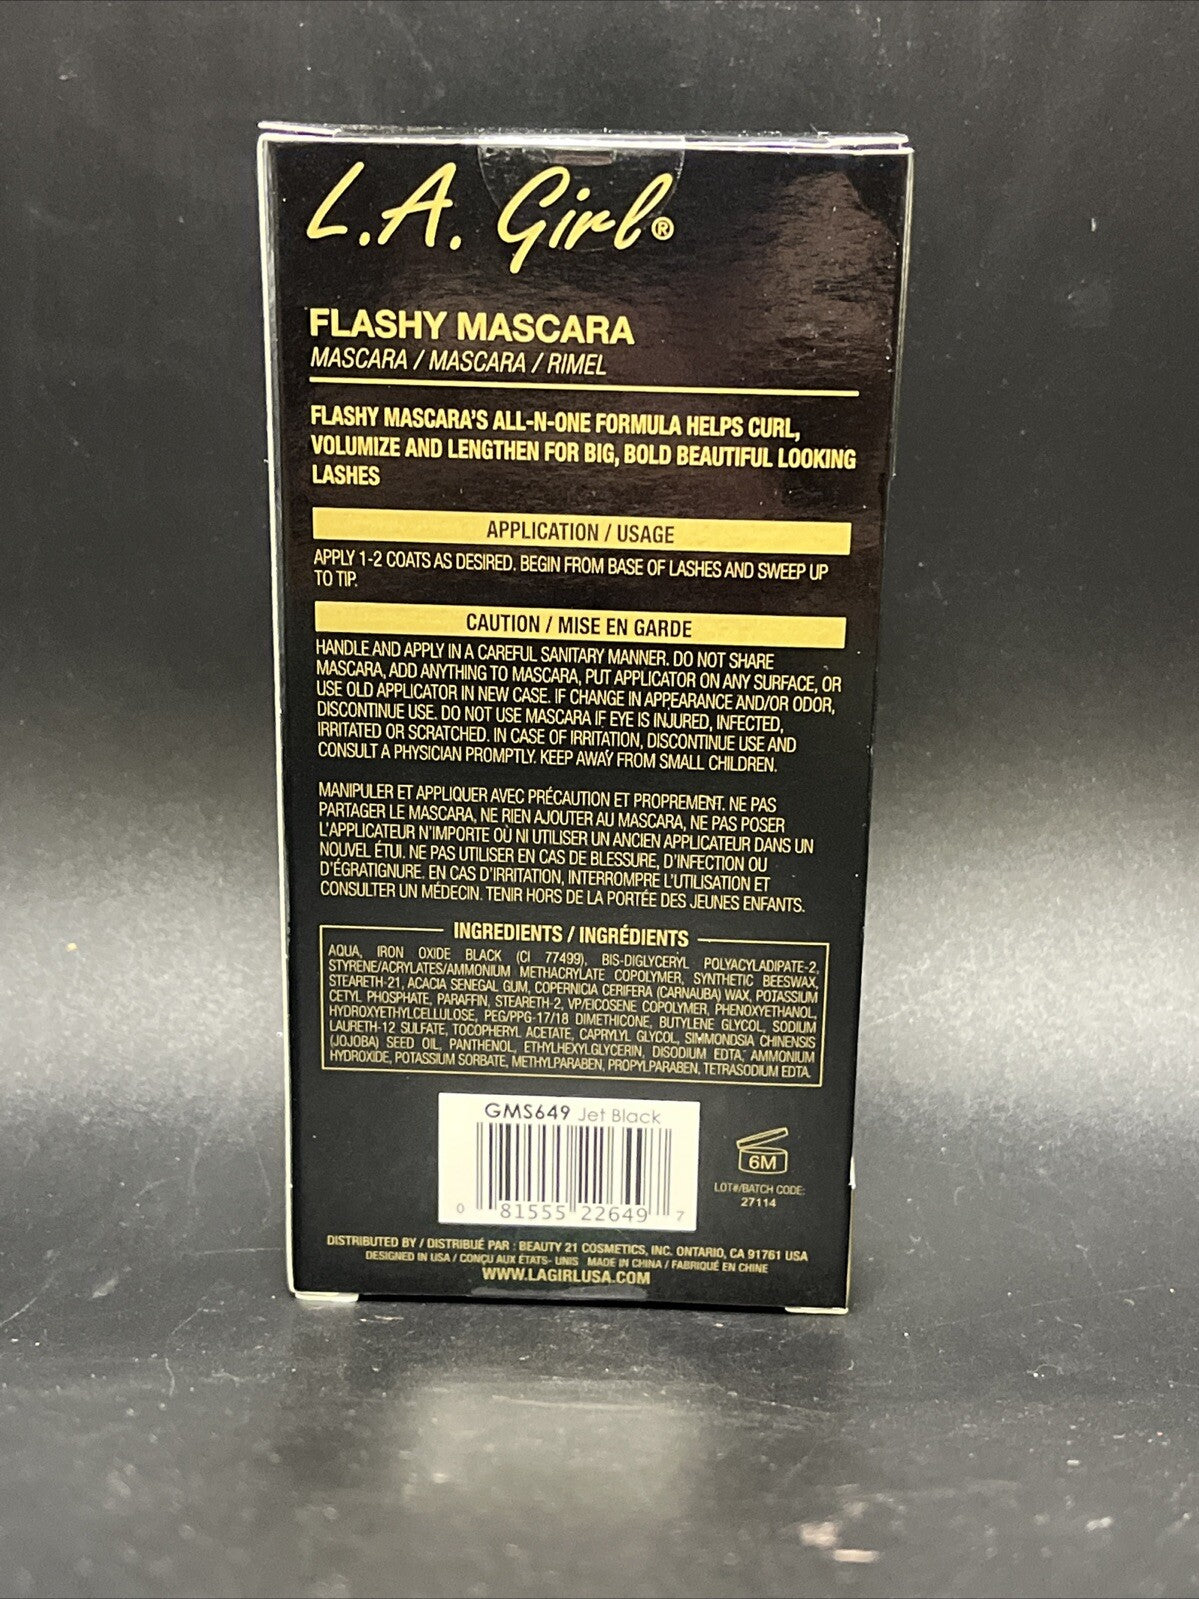 L.A. Girl®
FLASHY MASCARA
MASCARA / MASCARA / RIMEL
FLASHY MASCARA'S ALL-N-ONE FORMULA HELPS CURL,
VOLUMIZE AND LENGTHEN FOR BIG, BOLD BEAUTIFUL LOOKING
LASHES
APPLICATION / USAGE
APPLY 1-2 COATS AS DESIRED. BEGIN FROM BASE OF LASHES AND SWEEP UP
TO TIP.
CAUTION / MISE EN GARDE
HANDLE AND APPLY IN A CAREFUL SANITARY MANNER. DO NOT SHARE
MASCARA, ADD ANYTHING TO MASCARA, PUT APPLICATOR ON ANY SURFACE, OR
USE OLD APPLICATOR IN NEW CASE. IF CHANGE IN APPEARANCE AND/OR ODOR,
DISCONTINUE USE. DO NOT USE MASCARA IF EYE IS INJURED, INFECTED,
IRRITATED OR SCRATCHED. IN CASE OF IRRITATION, DISCONTINUE USE AND
CONSULT A PHYSICIAN PROMPTLY. KEEP AWAY FROM SMALL CHILDREN.
MANIPULER ET APPLIQUER AVEC PRÉCAUTION ET PROPREMENT. NE PAS
PARTAGER LE MASCARA, NE RIEN AJOUTER AU MASCARA, NE PAS POSER
L'APPLICATEUR N'IMPORTE OÙ NI UTILISER UN ANCIEN APPLICATEUR DANS UN
NOUVEL ÉTUI. NE PAS UTILISER EN CAS DE BLESSURE, D'INFECTION OU
D'ÉGRATIGNURE. EN CAS D'IRRITATION, INTERROMPRE L'UTILISATION ET
CONSULTER UN MÉDECIN. TENIR HORS DE LA PORTÉE DES JEUNES ENFANTS.
INGREDIENTS / INGRÉDIENTS
AQUA, IRON OXIDE BLACK (CI 77499), BIS-DIGLYCERYL POLYACYLADIPATE-2,
STYRENE/ACRYLATES/AMMONIUM METHACRYLATE COPOLYMER, SYNTHETIC BEESWAX,
STEARETH-21, ACACIA SENEGAL GUM, COPERNICIA CERIFERA (CARNAUBA) WAX, POTASSIUM
CETYL PHOSPHATE, PARAFFIN, STEARETH-2, VP/EICOSENE COPOLYMER, PHENOXYETHANOL,
HYDROXYETHYLCELLULOSE, PEG/PPG-17/18 DIMETHICONE, BUTYLENE GLYCOL, SODIUM
LAURETH-12 SULFATE, TOCOPHERYL ACETATE, CAPRYLYL GLYCOL, SIMMONDSIA CHINENSIS
(JOJOBA) SEED OIL, PANTHENOL, ETHYLHEXYLGLYCERIN, DISODIUM EDTA, AMMONIUM
HYDROXIDE, POTASSIUM SORBATE, METHYLPARABEN, PROPYLPARABEN, TETRASODIUM EDTA.
GMS649 Jet Black
0 81555 22649 7
6M
LOT#/BATCH CODE:
27114
DISTRIBUTED BY / DISTRIBUÉ PAR : BEAUTY 21 COSMETICS, INC. ONTARIO, CA 91761 USA
DESIGNED IN USA / CONÇU AUX ÉTATS- UNIS MADE IN CHINA / FABRIQUÉ EN CHINE
WWW.LAGIRLUSA.COM